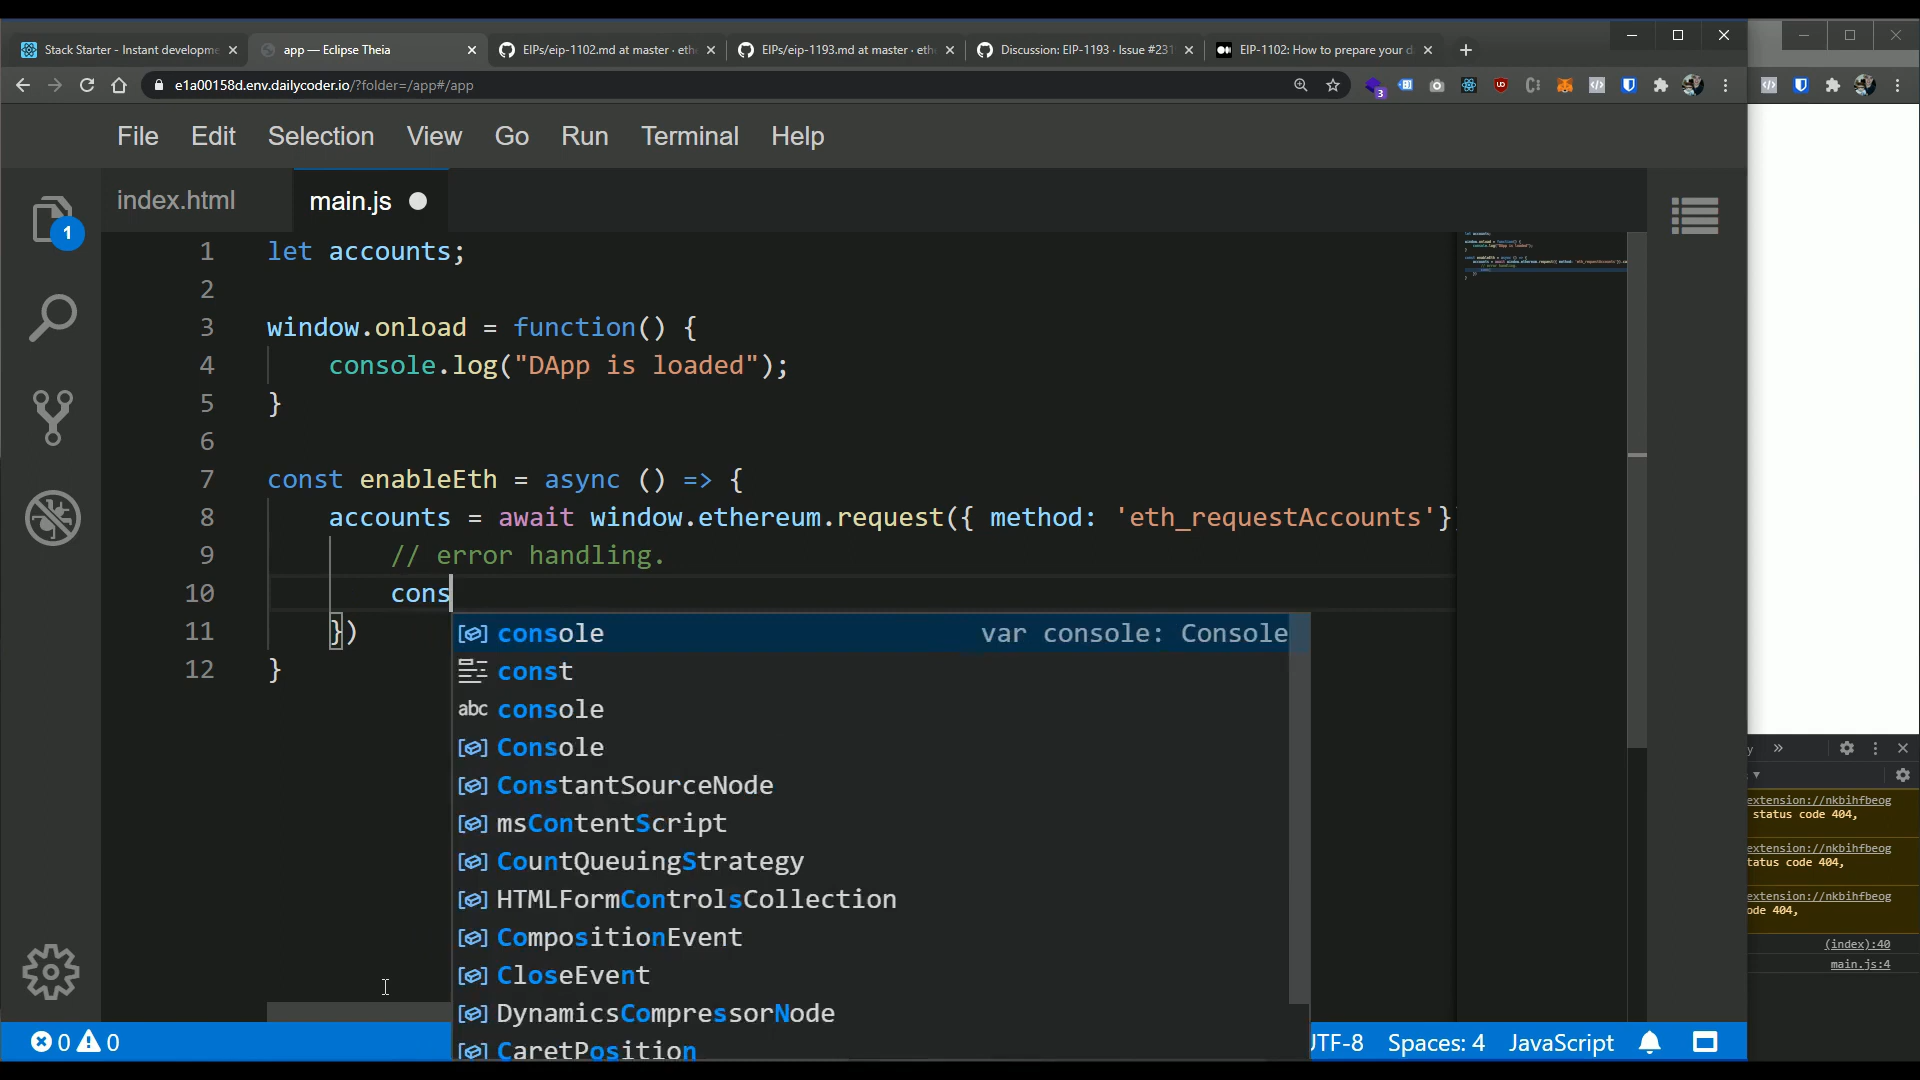 Stack Starter - Instant developme
app — Eclipse Theia
EIPs/eip-1102.md at master · eth
EIPs/eip-1193.md at master · eth
Discussion: EIP-1193 · Issue #231
EIP-1102: How to prepare your d
e1a00158d.env.dailycoder.io/?folder=/app#/app
3
File Edit Selection View Go Run Terminal Help
index.html
main.js
1
1 let accounts;
2
3 window.onload = function() {
4 console.log("DApp is loaded");
5 }
6
7 const enableEth = async () => {
8 accounts = await window.ethereum.request({ method: 'eth_requestAccounts'})
9 // error handling.
10 cons
11 })
12 }
console var console: Console
const
abc console
Console
ConstantSourceNode
msContentScript
CountQueuingStrategy
HTMLFormControlsCollection
CompositionEvent
CloseEvent
DynamicsCompressorNode
CaretPosition
0 0
UTF-8 Spaces: 4 JavaScript
y »
extension://nkbihfbeog
status code 404,
extension://nkbihfbeog
tatus code 404,
extension://nkbihfbeog
ode 404,
(index):40
main.js:4